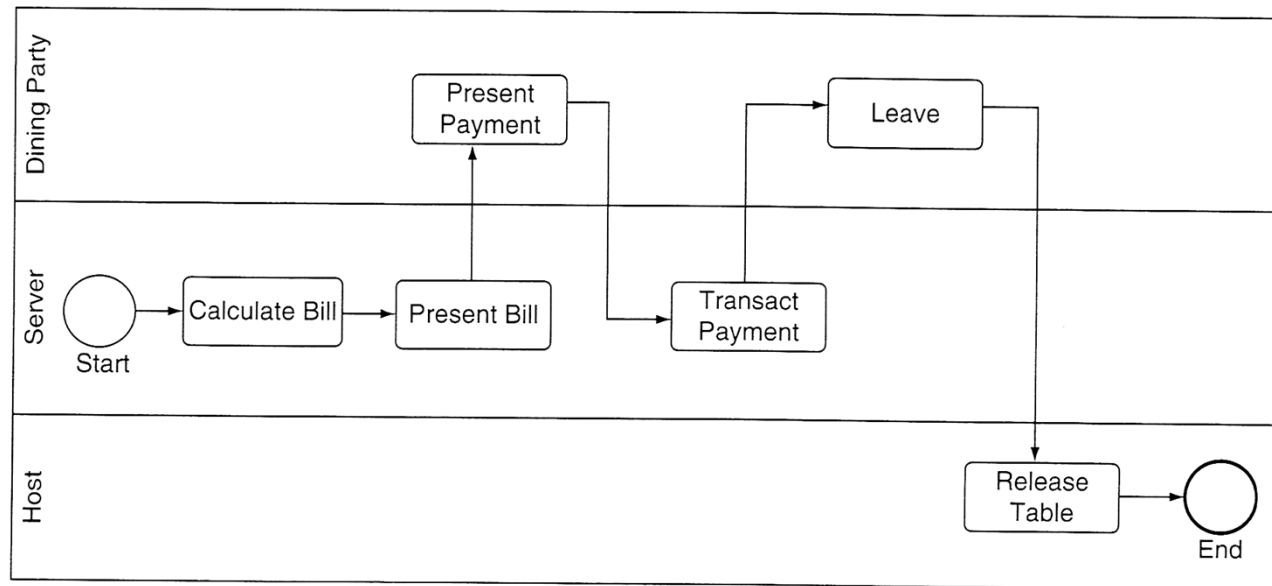 Dining Party
Present
Payment
Leave
Server
Start
Calculate Bill
Present Bill
Transact
Payment
Host
Release
Table
End